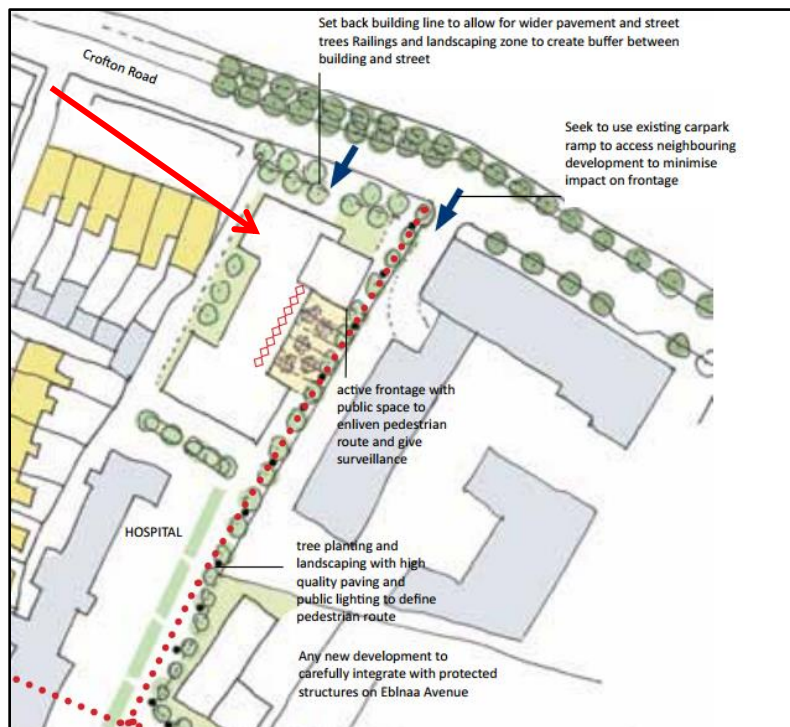 Set back building line to allow for wider pavement and street
trees Railings and landscaping zone to create buffer between
building and street
Crofton Road
Seek to use existing carpark
ramp to access neighbouring
development to minimise
impact on frontage
active frontage with
public space to
enliven pedestrian
route and give
surveillance
HOSPITAL
tree planting and
landscaping with high
quality paving and
public lighting to define
pedestrian route
Any new development to
carefully integrate with protected
structures on Eblnaa Avenue